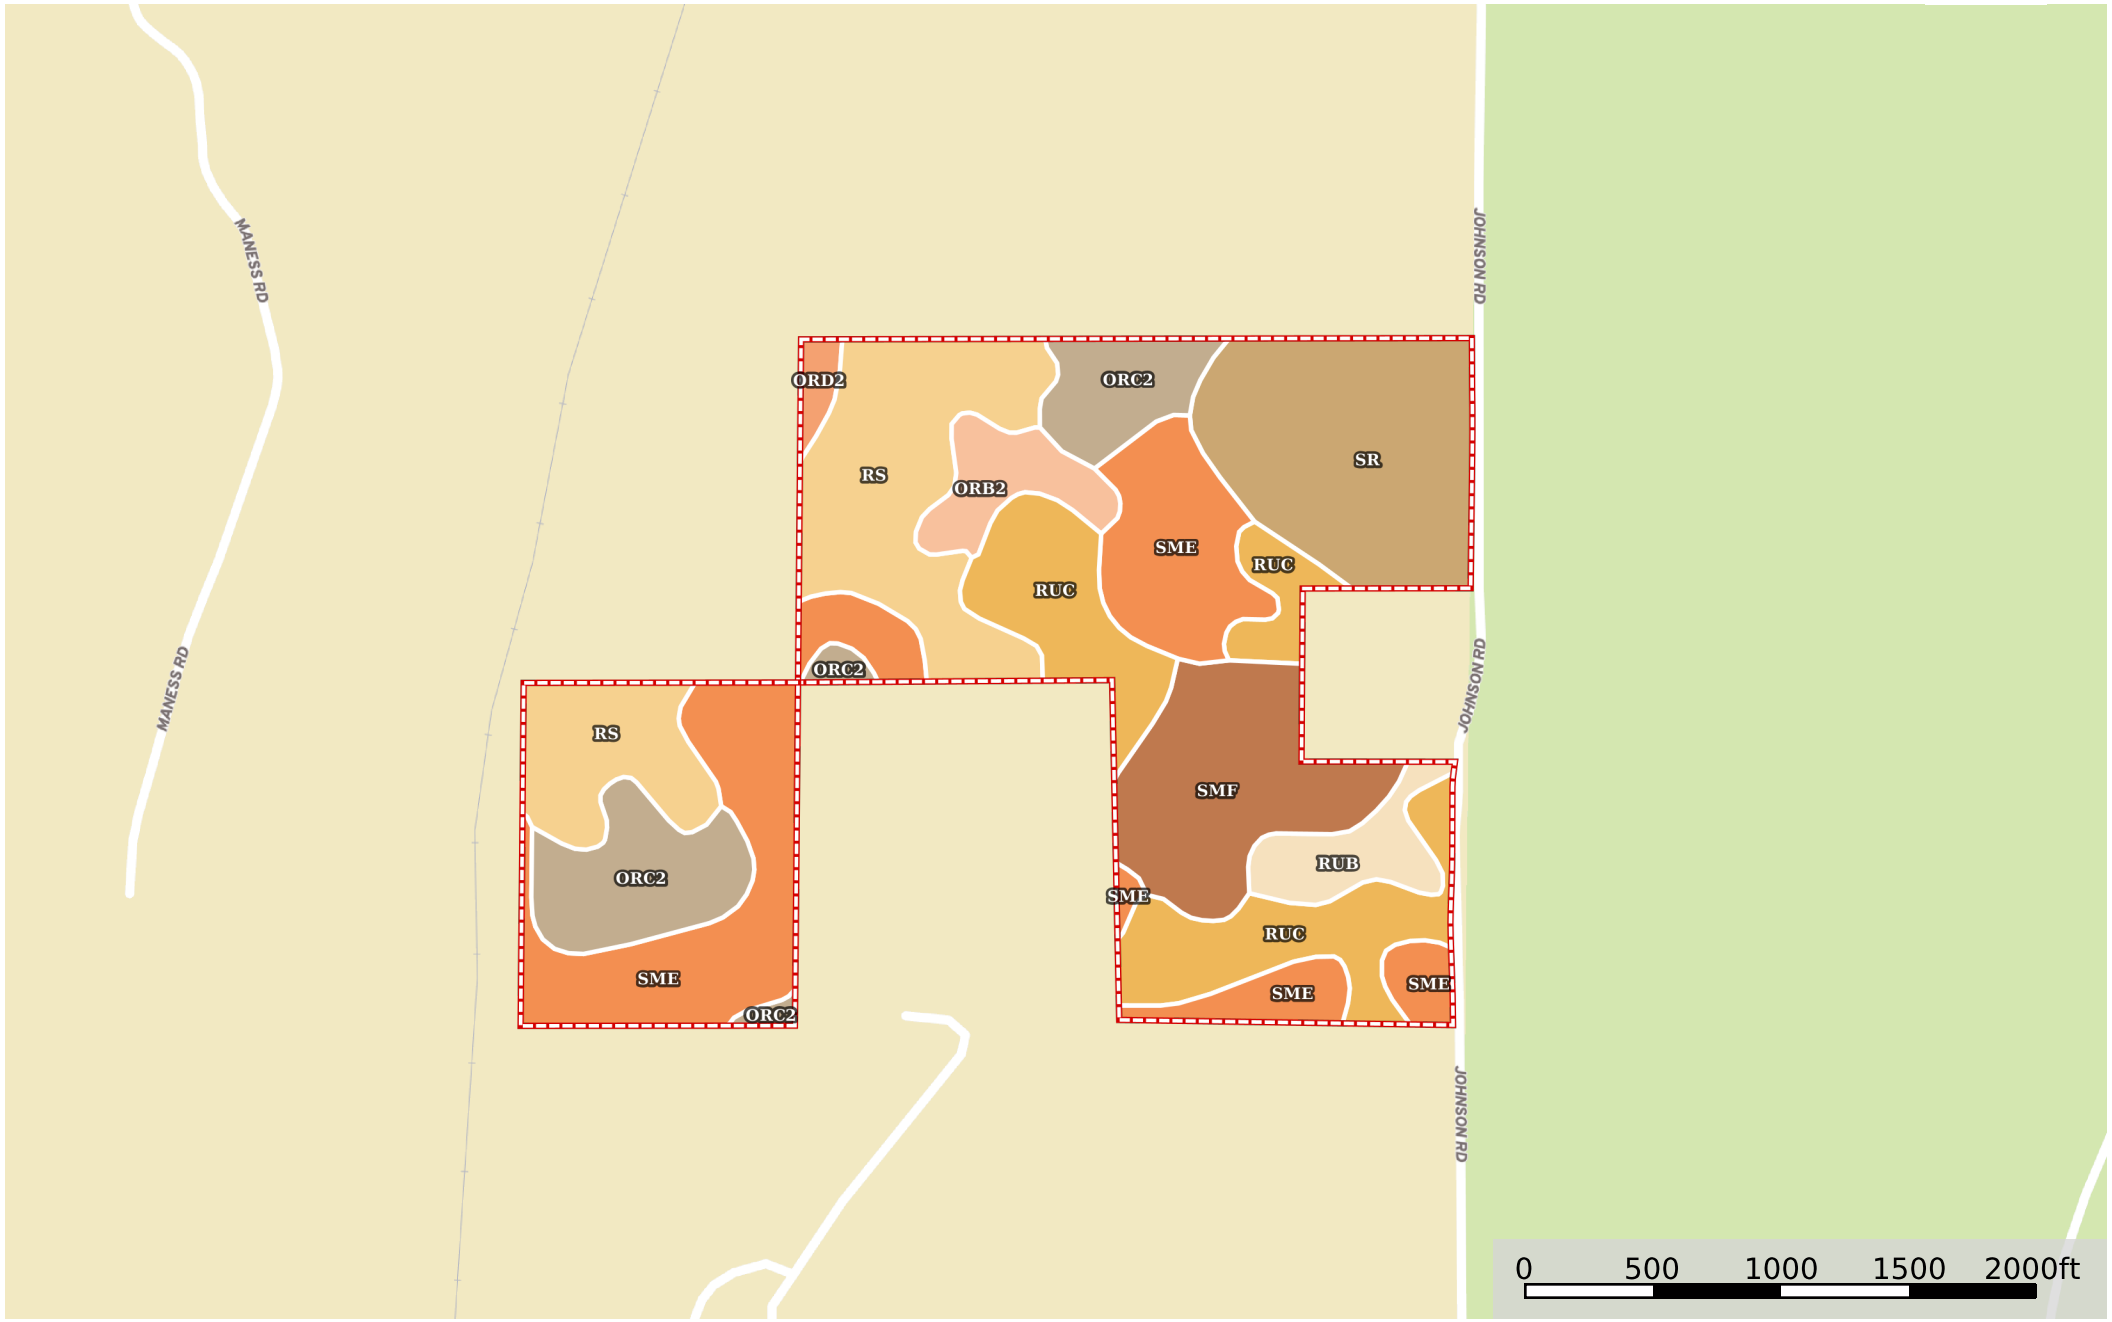 MANESS RD
JOHNSON RD
ORD2
ORC2
SR
RS
ORB2
SME
RUC
RUC
ORC2
JOHNSON RD
MANESS RD
RS
SMF
RUB
ORC2
SME
RUC
SME
SME
SME
ORC2
JOHNSON RD
0 500 1000 1500 2000ft